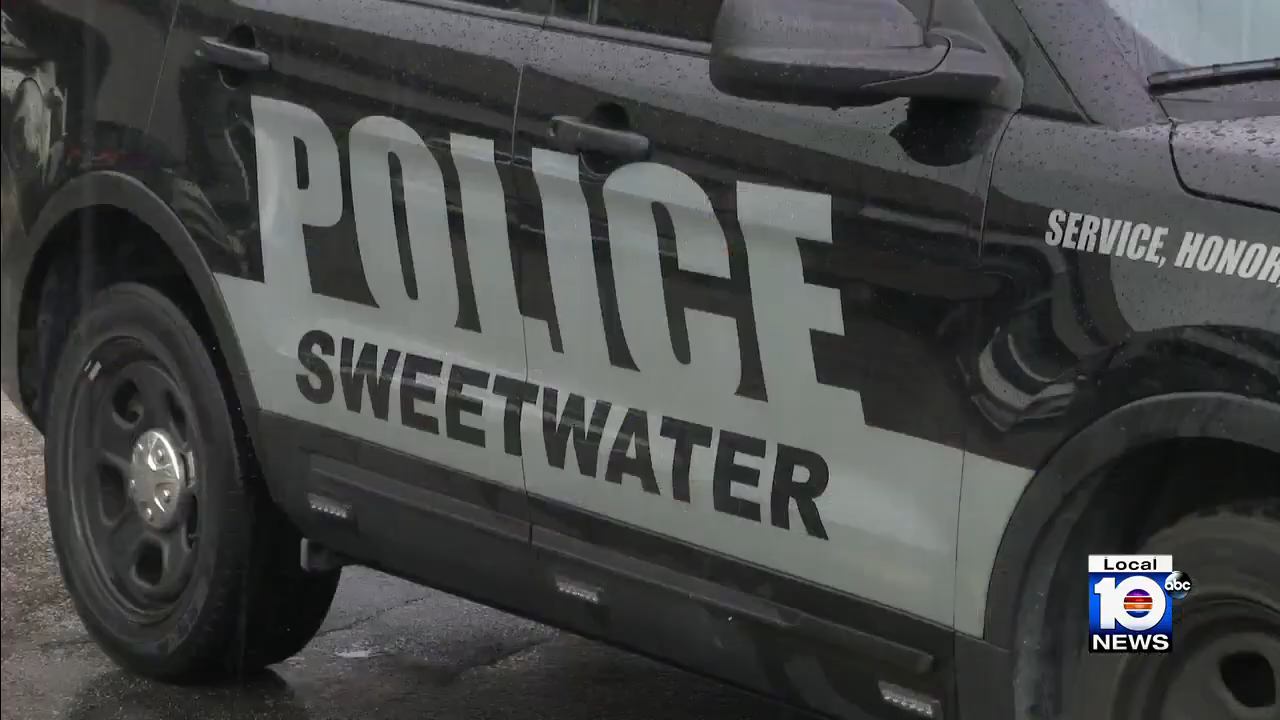 POLICE
SWEETWATER
SERVICE, HONOR,
Local
10
abc
NEWS